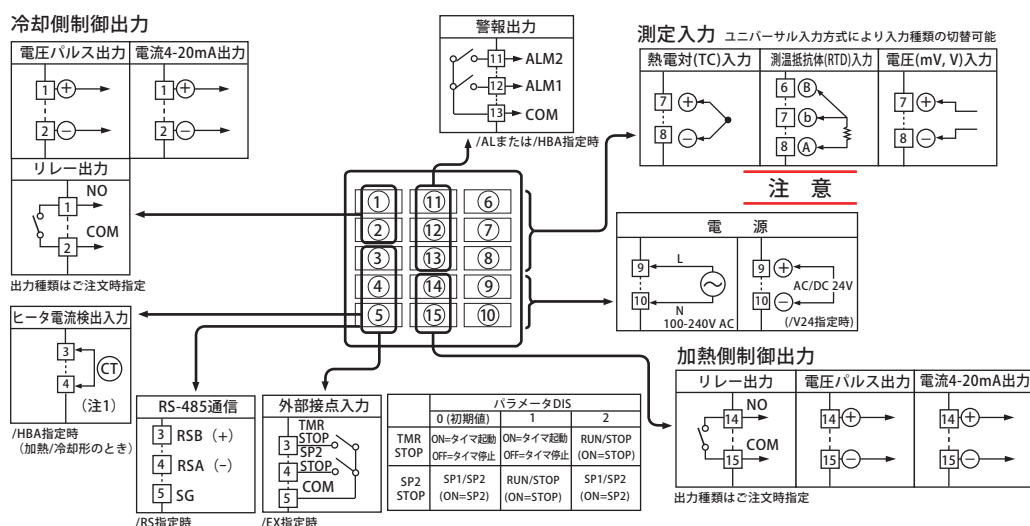 冷却側制御出力
電圧パルス出力 電流4-20mA出力
1 + 1 +
2 − 2 −
リレー出力
NO
1
COM
2
出力種類はご注文時指定
ヒータ電流検出入力
3
CT
4
(注1)
/HBA指定時
(加熱/冷却形のとき)
警報出力
11 ALM2
12 ALM1
13 COM
/ALまたは/HBA指定時
測定入力 ユニバーサル入力方式により入力種類の切替可能
熱電対(TC)入力 測温抵抗体(RTD)入力 電圧(mV, V)入力
7 +
8 −
6 B
7 b
8 A
7 +
8 −
注 意
① ⑪ ⑥
② ⑫ ⑦
③ ⑬ ⑧
④ ⑭ ⑨
⑤ ⑮ ⑩
電 源
9 L
10 N
100-240V AC
9 +
AC/DC 24V
10 −
(/V24指定時)
RS-485通信
3 RSB (+)
4 RSA (−)
5 SG
/RS指定時
外部接点入力
TMR
3 STOP
SP2
4 STOP
COM
5
/EX指定時
パラメータDIS
0 (初期値) 1 2
TMR STOP
ON=タイマ起動 ON=タイマ起動 RUN/STOP
OFF=タイマ停止 OFF=タイマ停止 (ON=STOP)
SP2 STOP
SP1/SP2 RUN/STOP SP1/SP2
(ON=SP2) (ON=STOP) (ON=SP2)
加熱側制御出力
リレー出力 電圧パルス出力 電流4-20mA出力
NO
14
COM
15
14 +
15 −
14 +
15 −
出力種類はご注文時指定